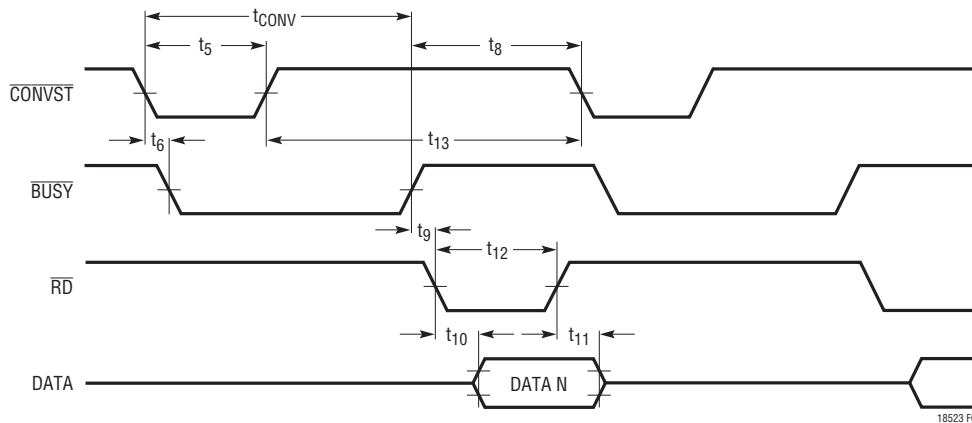 tCONV
t5
t8
CONVST
t6
t13
BUSY
t9
t12
RD
t10
t11
DATA
DATA N
18523